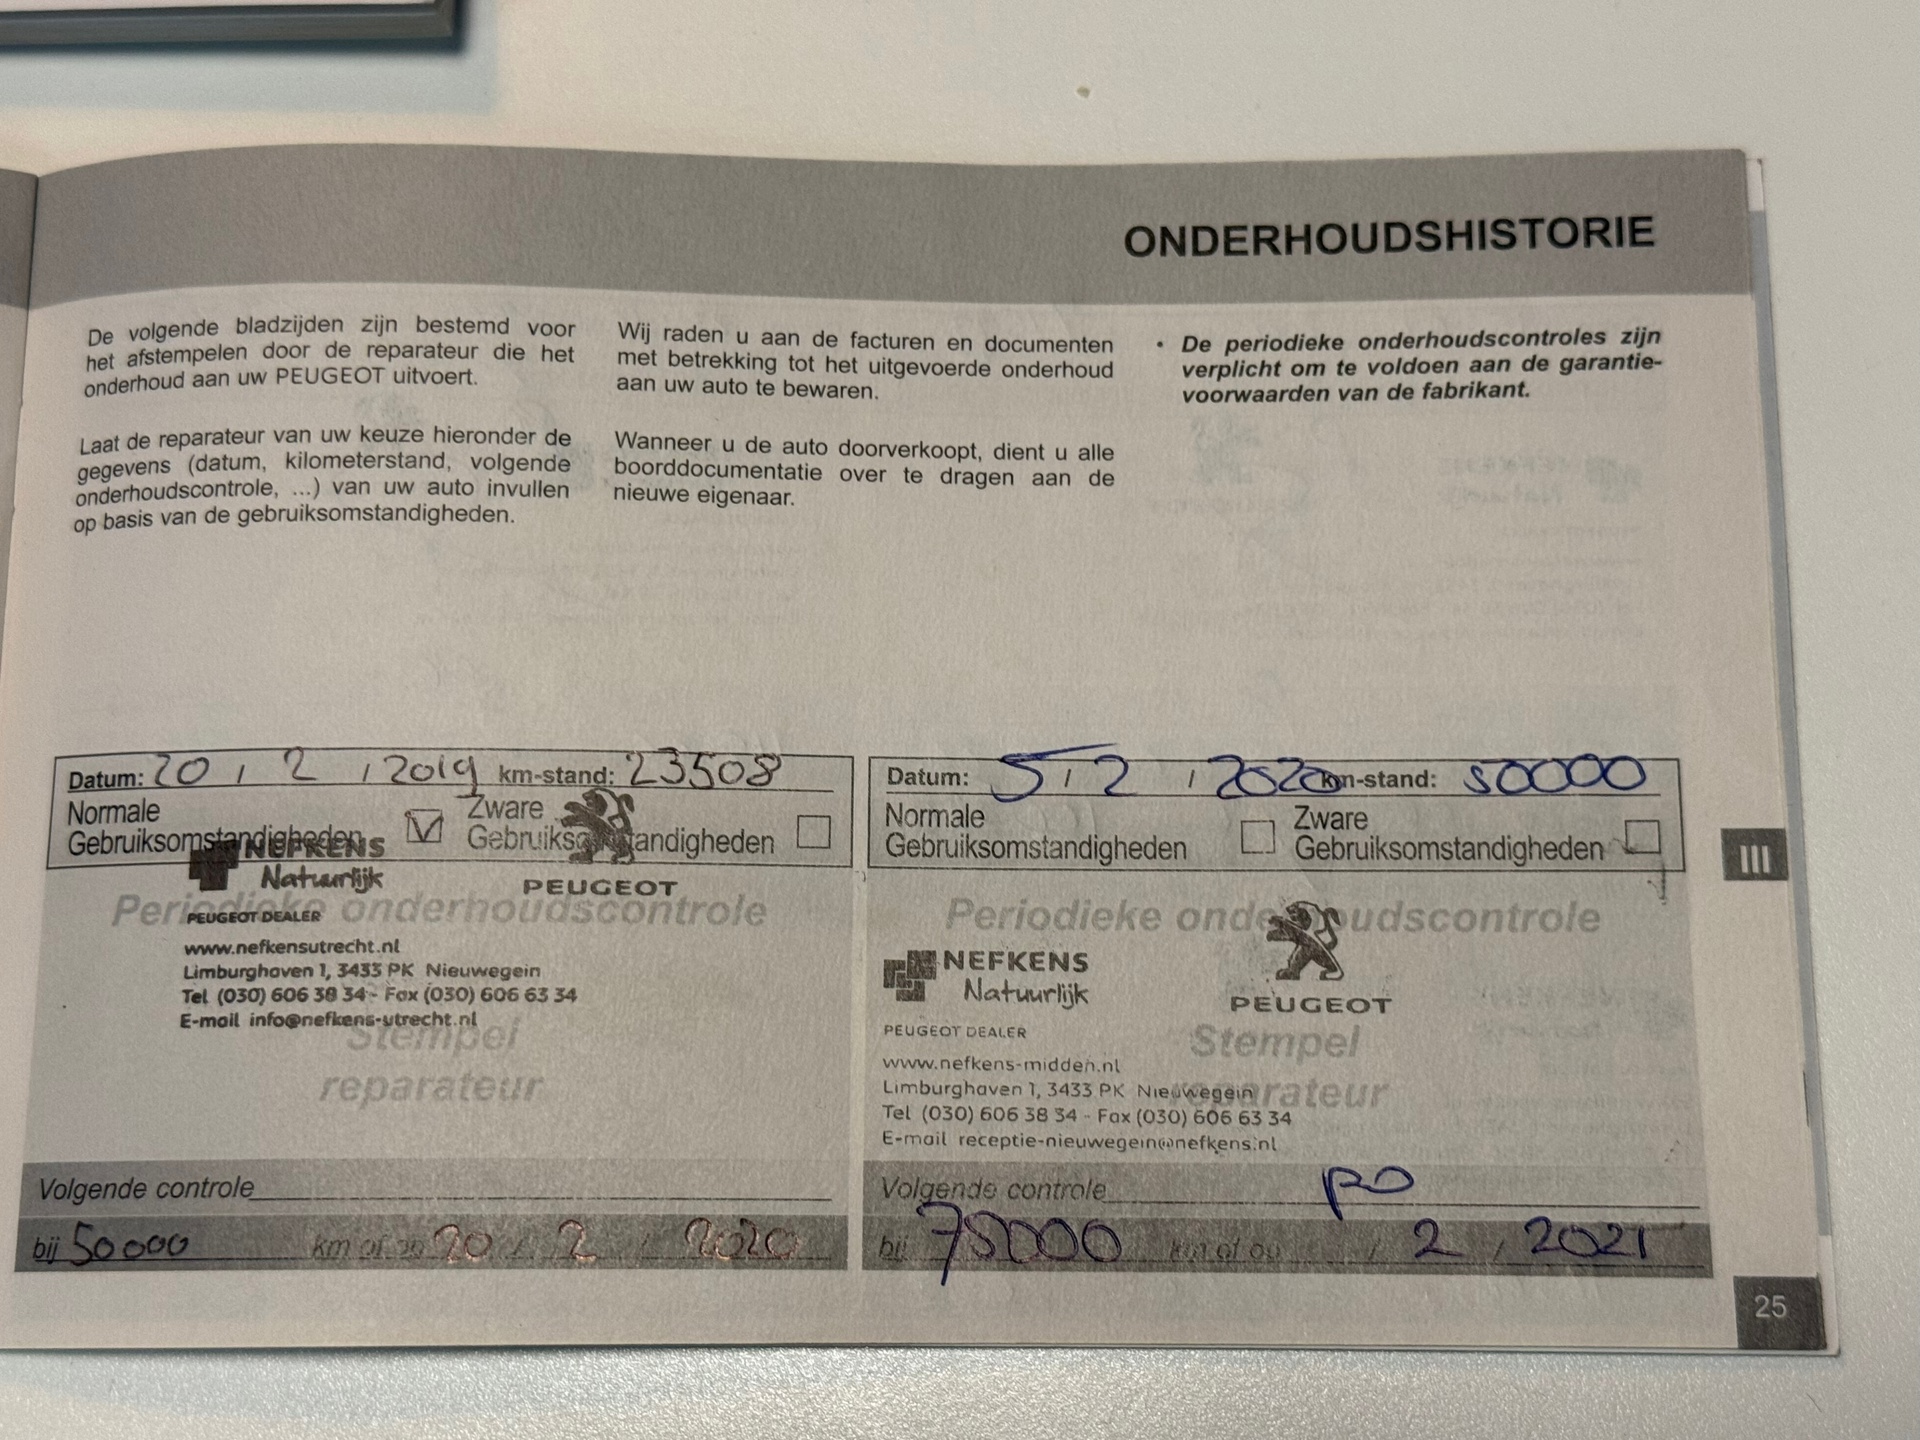 ONDERHOUDSHISTORIE
De volgende bladzijden zijn bestemd voor
het afstempelen door de reparateur die het
onderhoud aan uw PEUGEOT uitvoert.
Laat de reparateur van uw keuze hieronder de
gegevens (datum, kilometerstand, volgende
onderhoudscontrole, ...) van uw auto invullen
op basis van de gebruiksomstandigheden.
Wij raden u aan de facturen en documenten
met betrekking tot het uitgevoerde onderhoud
aan uw auto te bewaren.
Wanneer u de auto doorverkoopt, dient u alle
boorddocumentatie over te dragen aan de
nieuwe eigenaar.
• De periodieke onderhoudscontroles zijn
verplicht om te voldoen aan de garantie-
voorwaarden van de fabrikant.
Datum: 20 / 2 / 2019 km-stand: 23508
Normale
Gebruiksomstandigheden
Zware
Gebruiksomstandigheden
NEFKENS
Natuurlijk
PEUGEOT
Periodieke onderhoudscontrole
PEUGEOT DEALER
www.nefkensutrecht.nl
Limburghaven 1, 3433 PK Nieuwegein
Tel (030) 606 38 34 - Fax (030) 606 63 34
E-mail info@nefkens-utrecht.nl
Stempel
reparateur
Volgende controle
bij 50000 km of op 20 / 2 / 2020
Datum: 5 / 2 / 2020 km-stand: 50000
Normale
Gebruiksomstandigheden
Zware
Gebruiksomstandigheden
Periodieke onderhoudscontrole
NEFKENS
Natuurlijk
PEUGEOT
PEUGEOT DEALER
Stempel
www.nefkens-midden.nl
Limburghaven 1, 3433 PK Nieuwegein
reparateur
Tel (030) 606 38 34 - Fax (030) 606 63 34
E-mail receptie-nieuwegein@nefkens.nl
Volgende controle
bij 75000 km of op / 2 / 2021
III
25